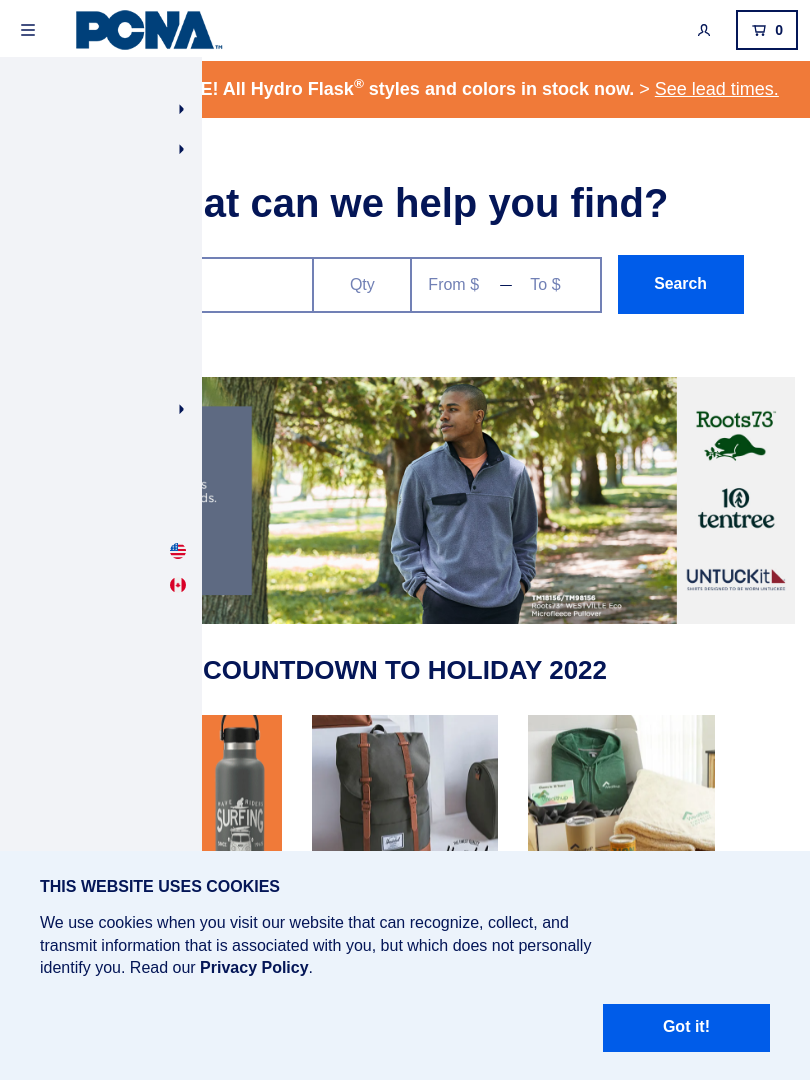 PCNA™
0
E! All Hydro Flask® styles and colors in stock now. > See lead times.
at can we help you find?
Qty
From $ — To $
Search
s
ds.
Roots73™
10
tentree
UNTUCKit
SHIRTS DESIGNED TO BE WORN UNTUCKED
TM18156/TM98156
Roots73® WESTVILLE Eco
Microfleece Pullover
COUNTDOWN TO HOLIDAY 2022
SURFING
Herschel
THIS WEBSITE USES COOKIES
We use cookies when you visit our website that can recognize, collect, and
transmit information that is associated with you, but which does not personally
identify you. Read our Privacy Policy.
Got it!